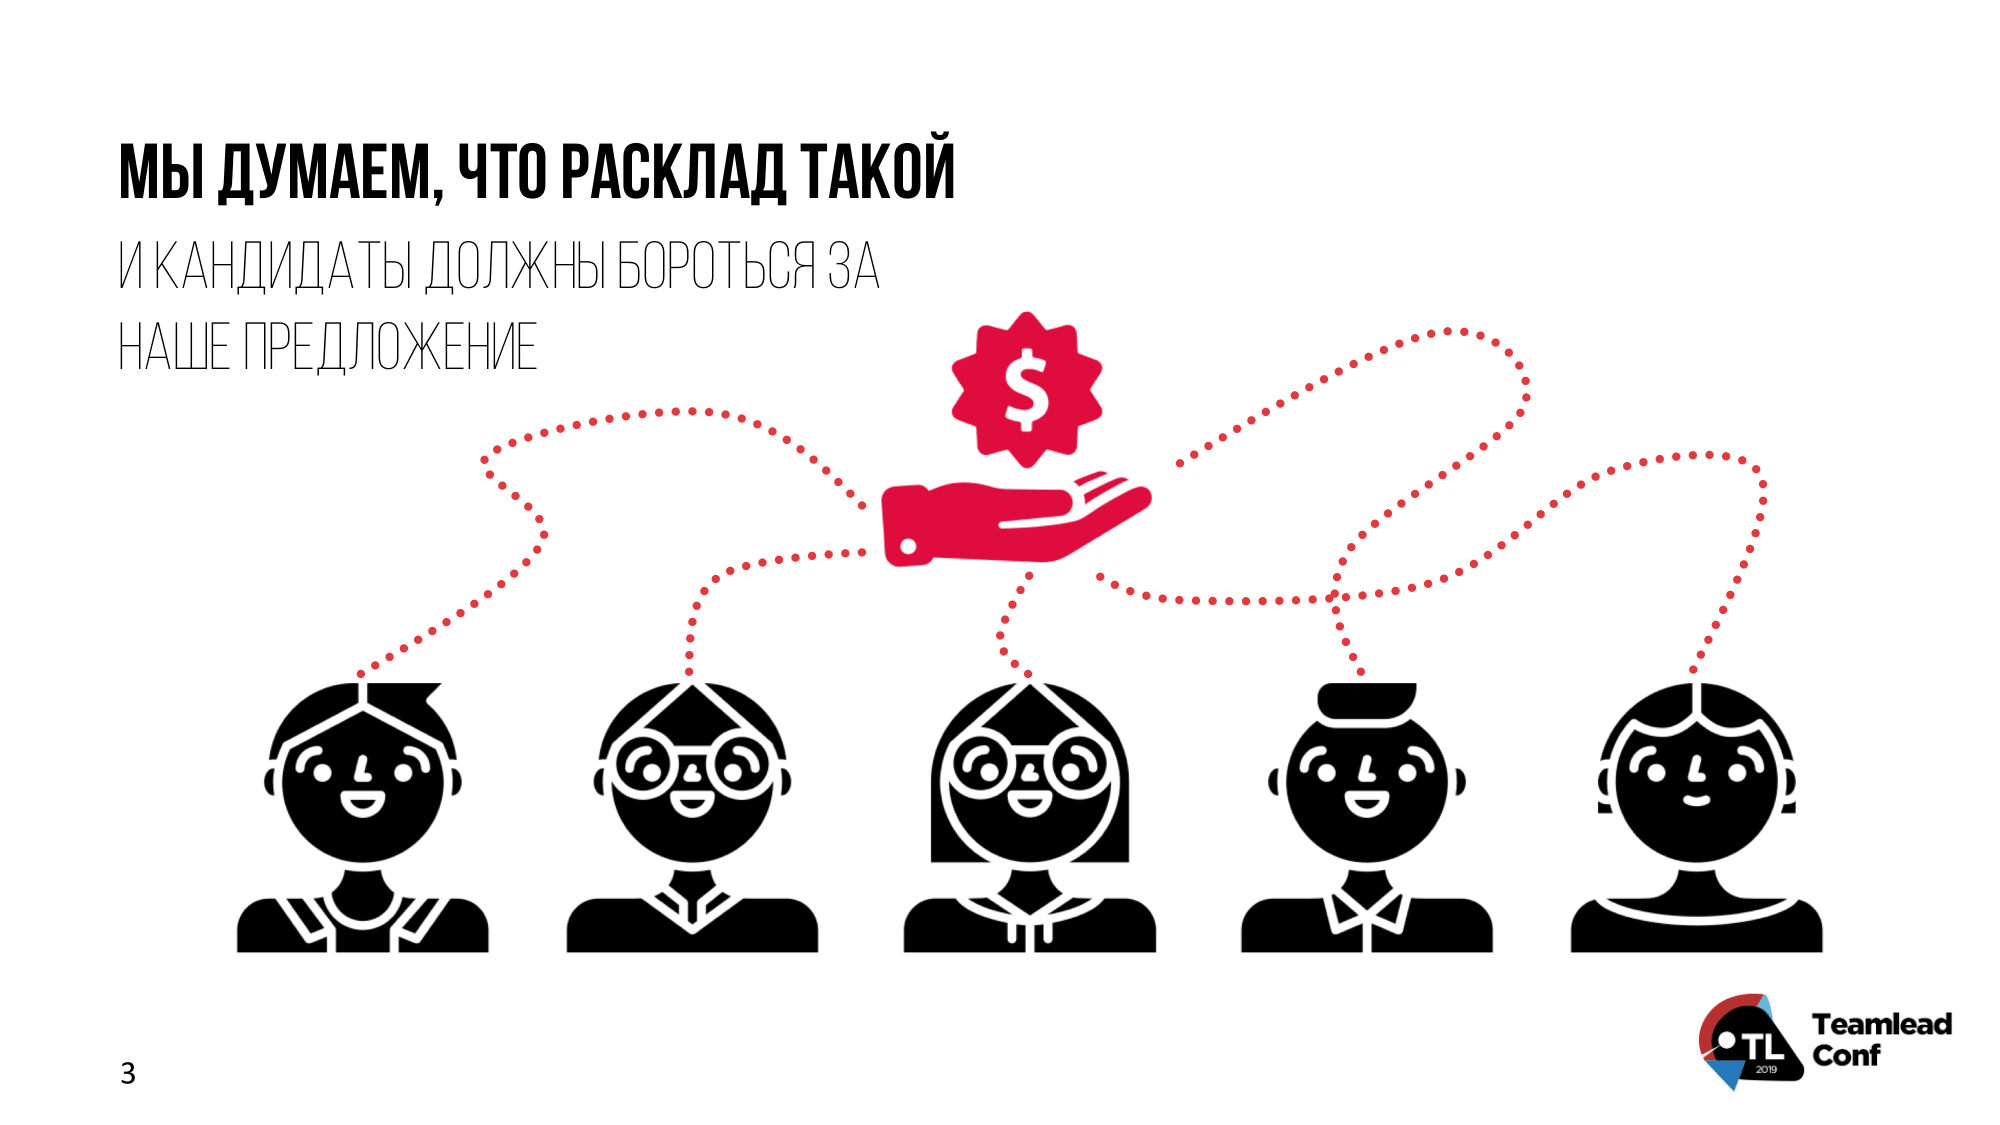 МЫ ДУМАЕМ, ЧТО РАСКЛАД ТАКОЙ
И КАНДИДАТЫ ДОЛЖНЫ БОРОТЬСЯ ЗА
НАШЕ ПРЕДЛОЖЕНИЕ
$
TL
2019
Teamlead
Conf
3